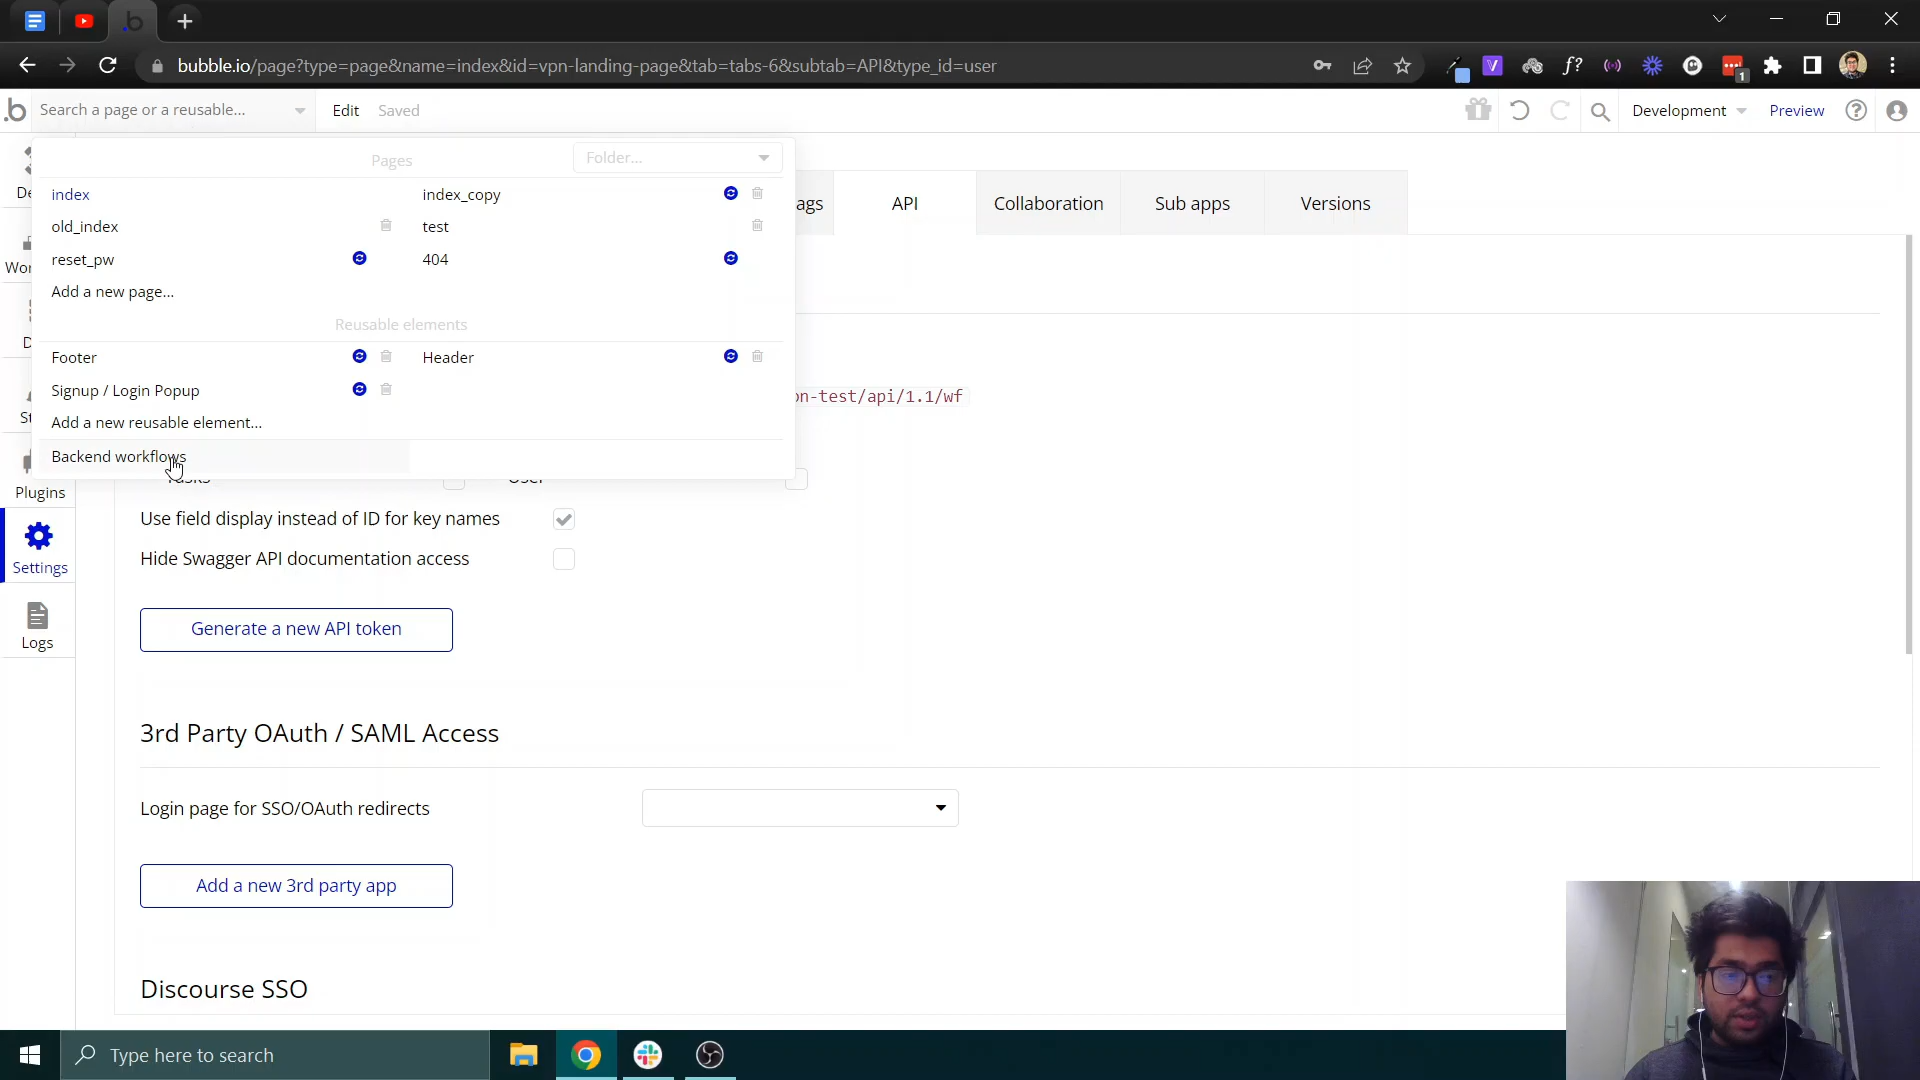 bubble.io/page?type=page&name=index&id=vpn-landing-page&tab=tabs-6&subtab=API&type_id=user
1
Search a page or a reusable...
Edit
Saved
Development
Preview
Pages
Folder...
index
index_copy
old_index
test
reset_pw
404
Add a new page...
Reusable elements
Footer
Header
Signup / Login Popup
Add a new reusable element...
Backend workflows
ags
API
Collaboration
Sub apps
Versions
on-test/api/1.1/wf
Plugins
Settings
Logs
Use field display instead of ID for key names
Hide Swagger API documentation access
Generate a new API token
3rd Party OAuth / SAML Access
Login page for SSO/OAuth redirects
Add a new 3rd party app
Discourse SSO
Type here to search